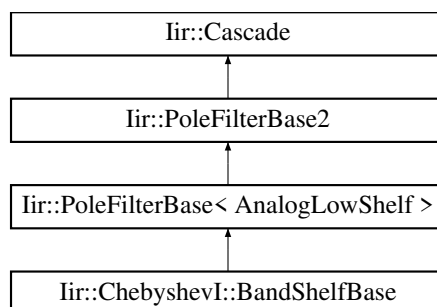 Iir::Cascade
Iir::PoleFilterBase2
Iir::PoleFilterBase< AnalogLowShelf >
Iir::ChebyshevI::BandShelfBase